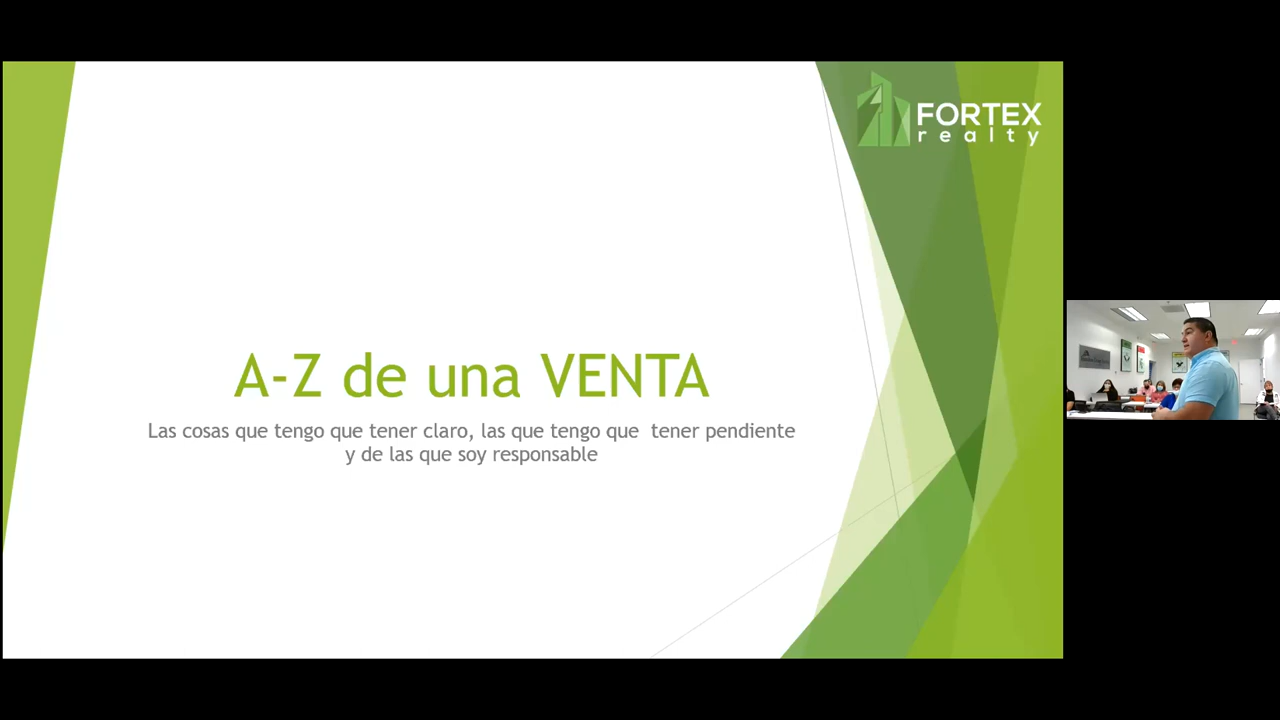 FORTEX
realty
A-Z de una VENTA
Las cosas que tengo que tener claro, las que tengo que  tener pendiente
y de las que soy responsable